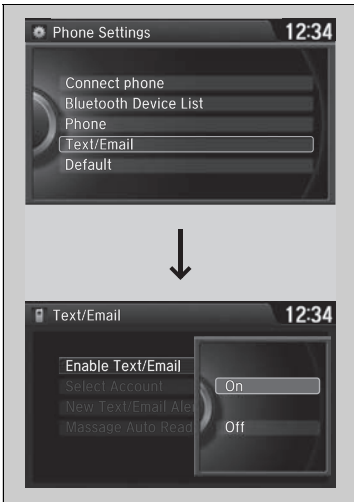 Phone Settings
12:34
Connect phone
Bluetooth Device List
Phone
Text/Email
Default
Text/Email
12:34
Enable Text/Email
Select Account
New Text/Email Aler
Massage Auto Read
On
Off